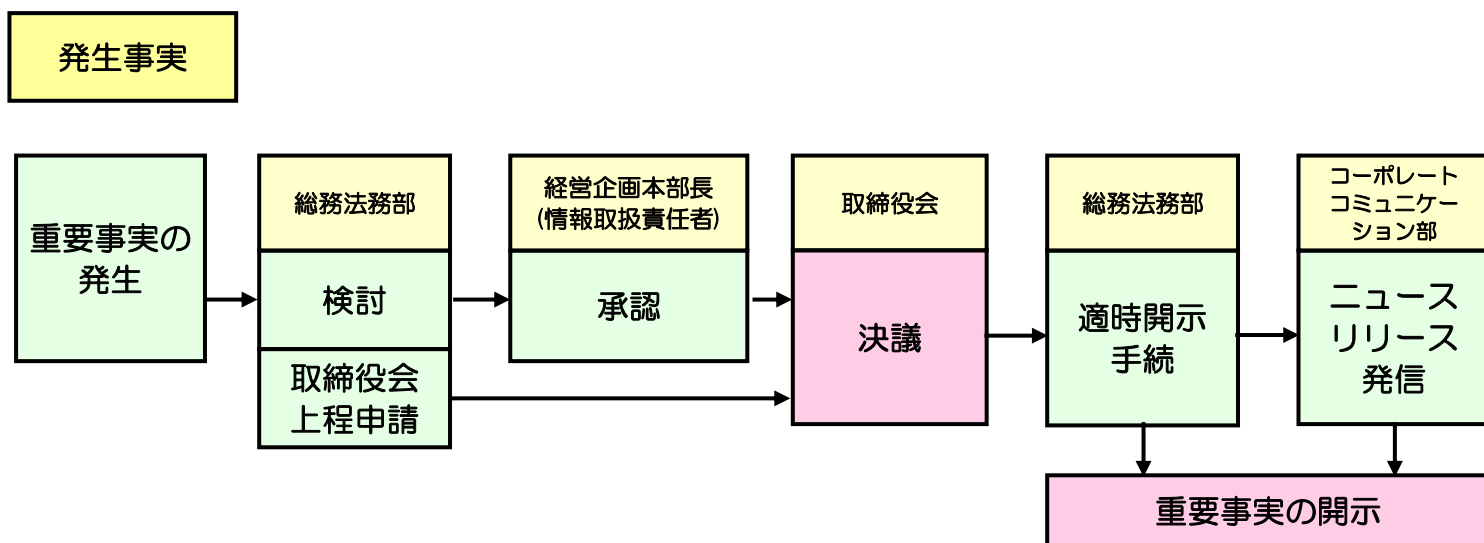 発生事実
重要事実の
発生
総務法務部
検討
取締役会
上程申請
経営企画本部長
(情報取扱責任者)
承認
取締役会
決議
総務法務部
適時開示
手続
コーポレート
コミュニケー
ション部
ニュース
リリース
発信
重要事実の開示